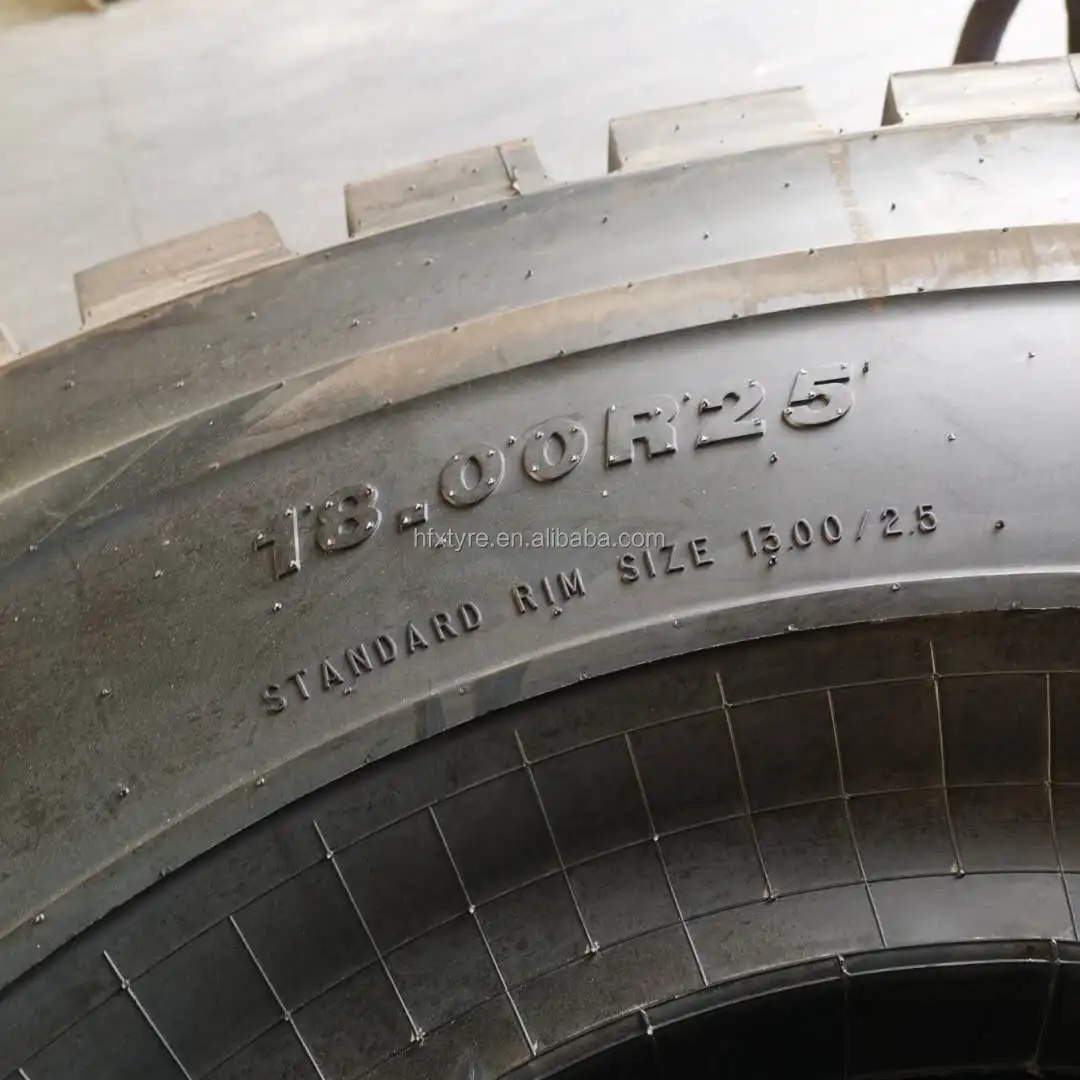 18.00R25
hfxtyre.en.alibaba.com
STANDARD RIM SIZE 13.00/2.5